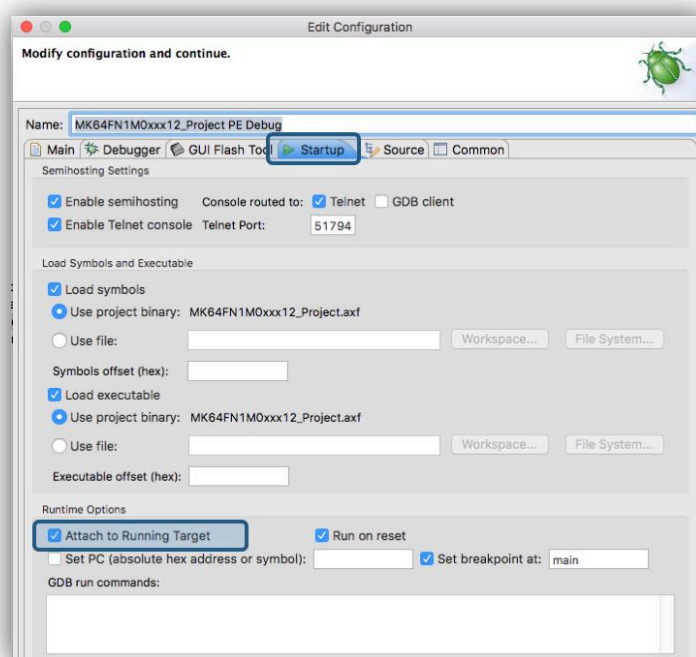 Edit Configuration
Modify configuration and continue.
Name: MK64FN1M0xxx12_Project PE Debug
Main Debugger GUI Flash Tool Startup Source Common
Semihosting Settings
Enable semihosting Console routed to: Telnet GDB client
Enable Telnet console Telnet Port: 51794
Load Symbols and Executable
Load symbols
Use project binary: MK64FN1M0xxx12_Project.axf
Use file: Workspace... File System...
Symbols offset (hex):
Load executable
Use project binary: MK64FN1M0xxx12_Project.axf
Use file: Workspace... File System...
Executable offset (hex):
Runtime Options
Attach to Running Target Run on reset
Set PC (absolute hex address or symbol): Set breakpoint at: main
GDB run commands: